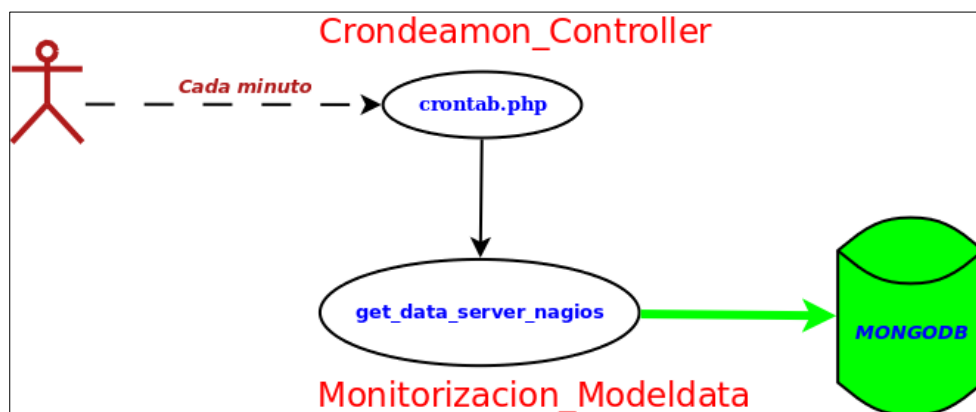 Crondeamon_Controller
Cada minuto
crontab.php
get_data_server_nagios
MONGODB
Monitorizacion_Modeldata